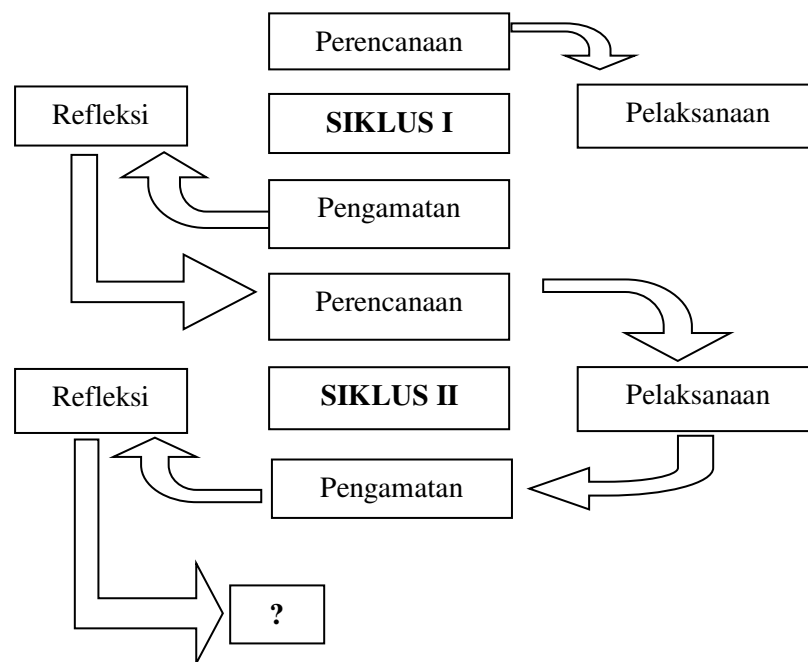 Perencanaan
Refleksi
SIKLUS I
Pelaksanaan
Pengamatan
Perencanaan
Refleksi
SIKLUS II
Pelaksanaan
Pengamatan
?